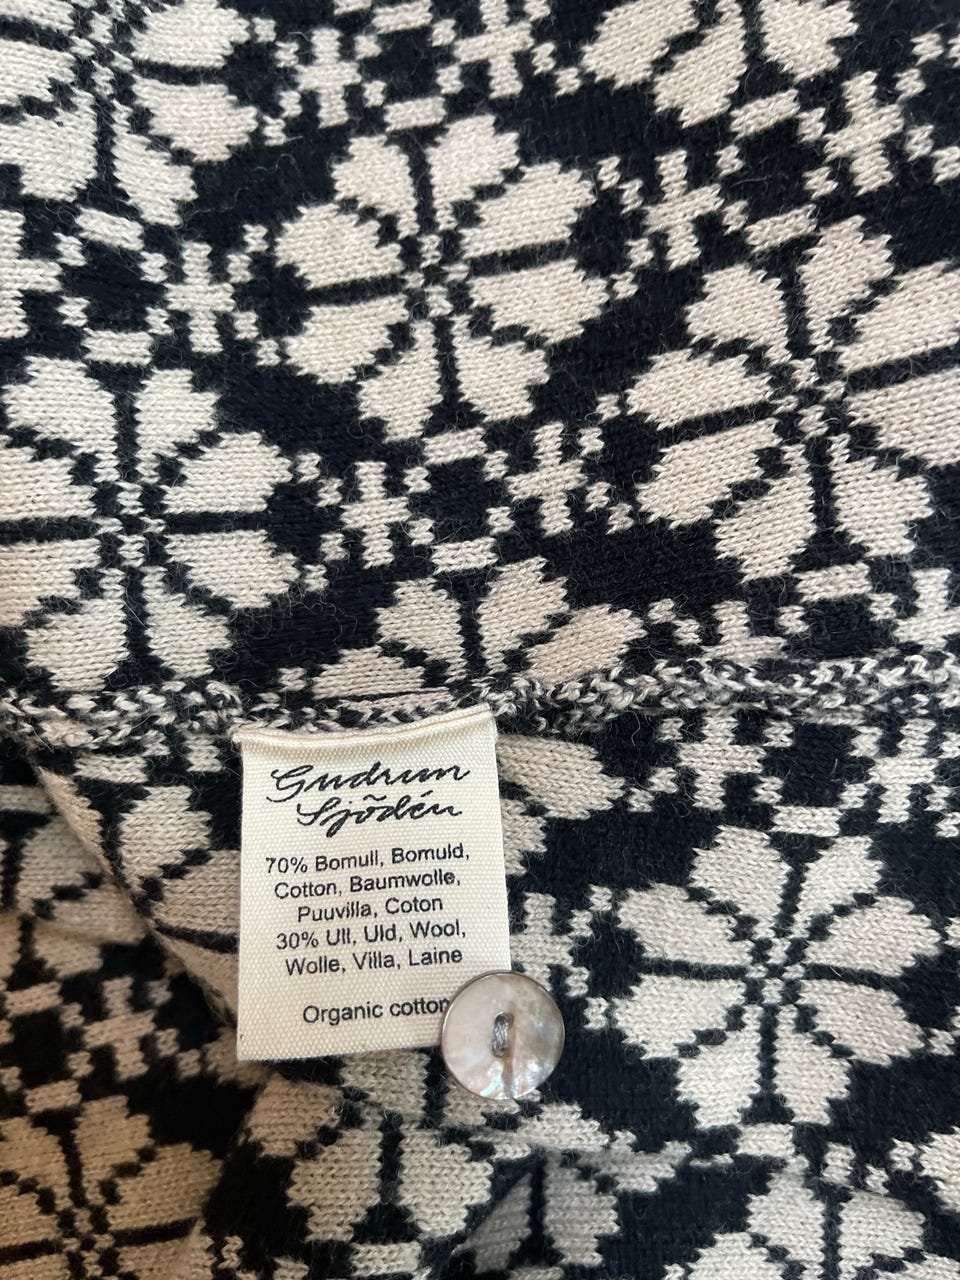 Gudrun
Sjödén
70% Bomull, Bomuld,
Cotton, Baumwolle,
Puuvilla, Coton
30% Ull, Uld, Wool,
Wolle, Villa, Laine
Organic cotton